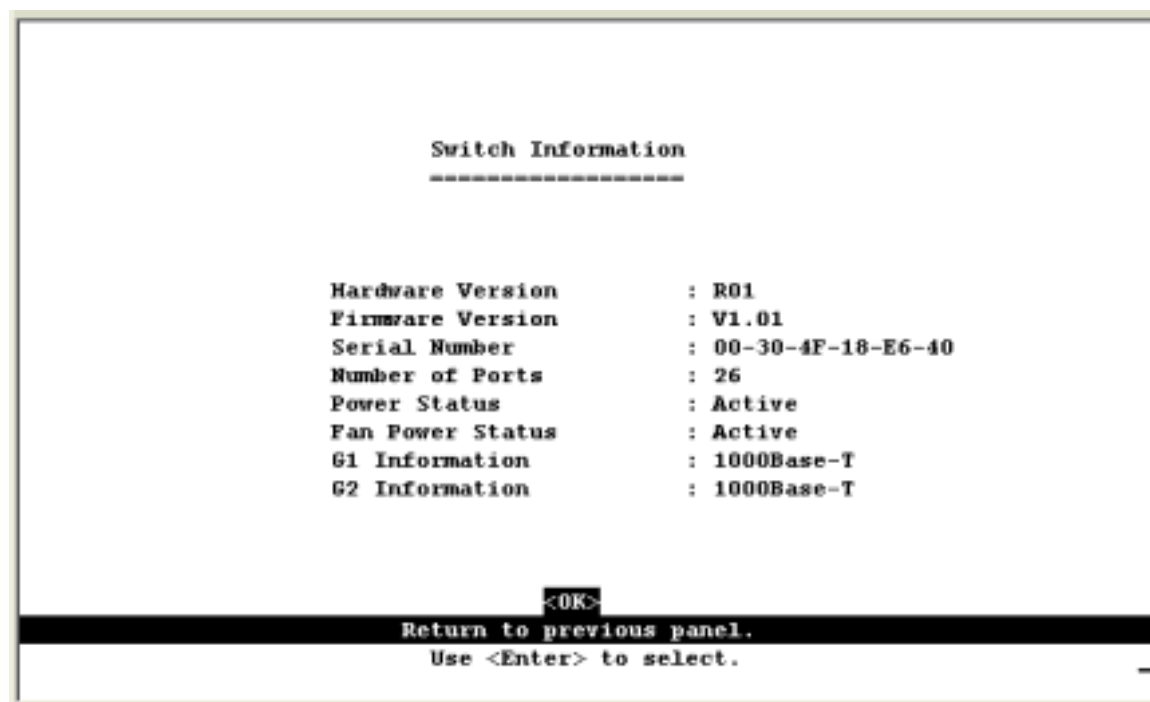 Switch Information
==================
Hardware Version : R01
Firmware Version : V1.01
Serial Number : 00-30-4F-18-E6-40
Number of Ports : 26
Power Status : Active
Fan Power Status : Active
G1 Information : 1000Base-T
G2 Information : 1000Base-T
<OK>
Return to previous panel.
Use <Enter> to select.